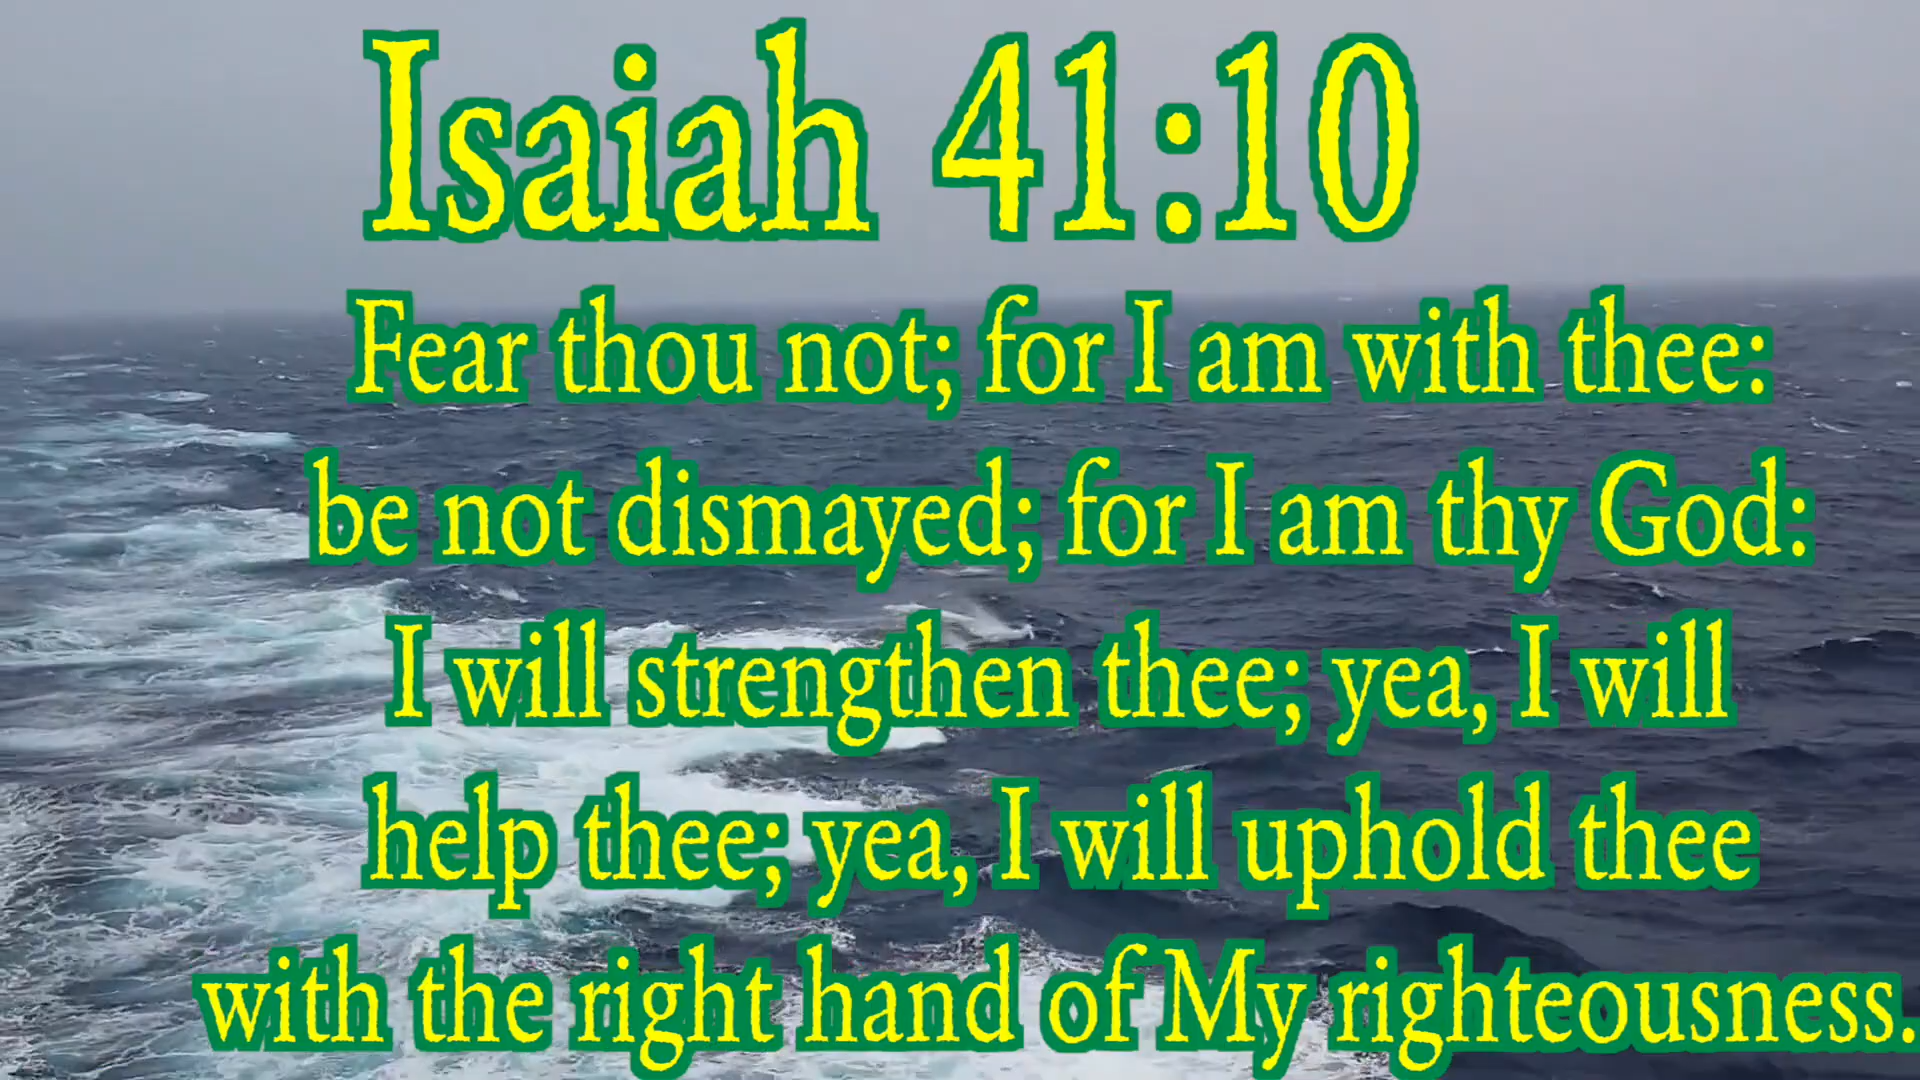 Isaiah 41:10
Fear thou not; for I am with thee:
be not dismayed; for I am thy God:
I will strengthen thee; yea, I will
help thee; yea, I will uphold thee
with the right hand of My righteousness.